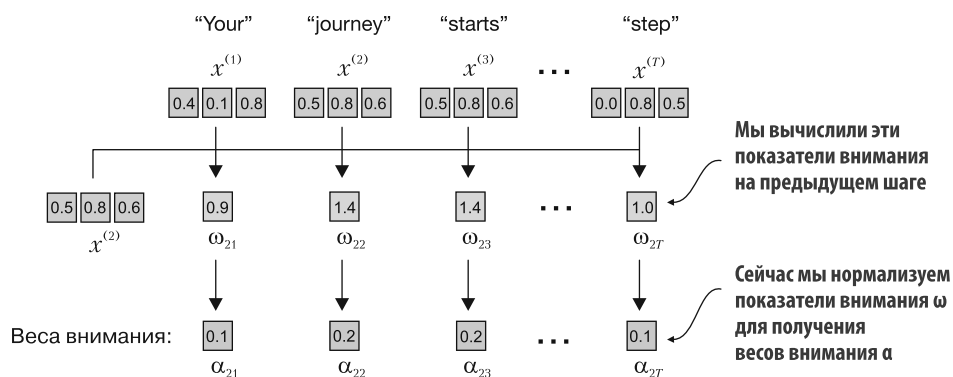 “Your” “journey” “starts” “step”
x⁽¹⁾ x⁽²⁾ x⁽³⁾ ... x⁽ᵀ⁾
0.4 0.1 0.8 0.5 0.8 0.6 0.5 0.8 0.6 0.0 0.8 0.5
Мы вычислили эти
показатели внимания
на предыдущем шаге
0.5 0.8 0.6 0.9 1.4 1.4 ... 1.0
x⁽²⁾ ω₂₁ ω₂₂ ω₂₃ ω₂T
Сейчас мы нормализуем
показатели внимания ω
для получения
весов внимания α
Веса внимания: 0.1 0.2 0.2 ... 0.1
α₂₁ α₂₂ α₂₃ α₂T